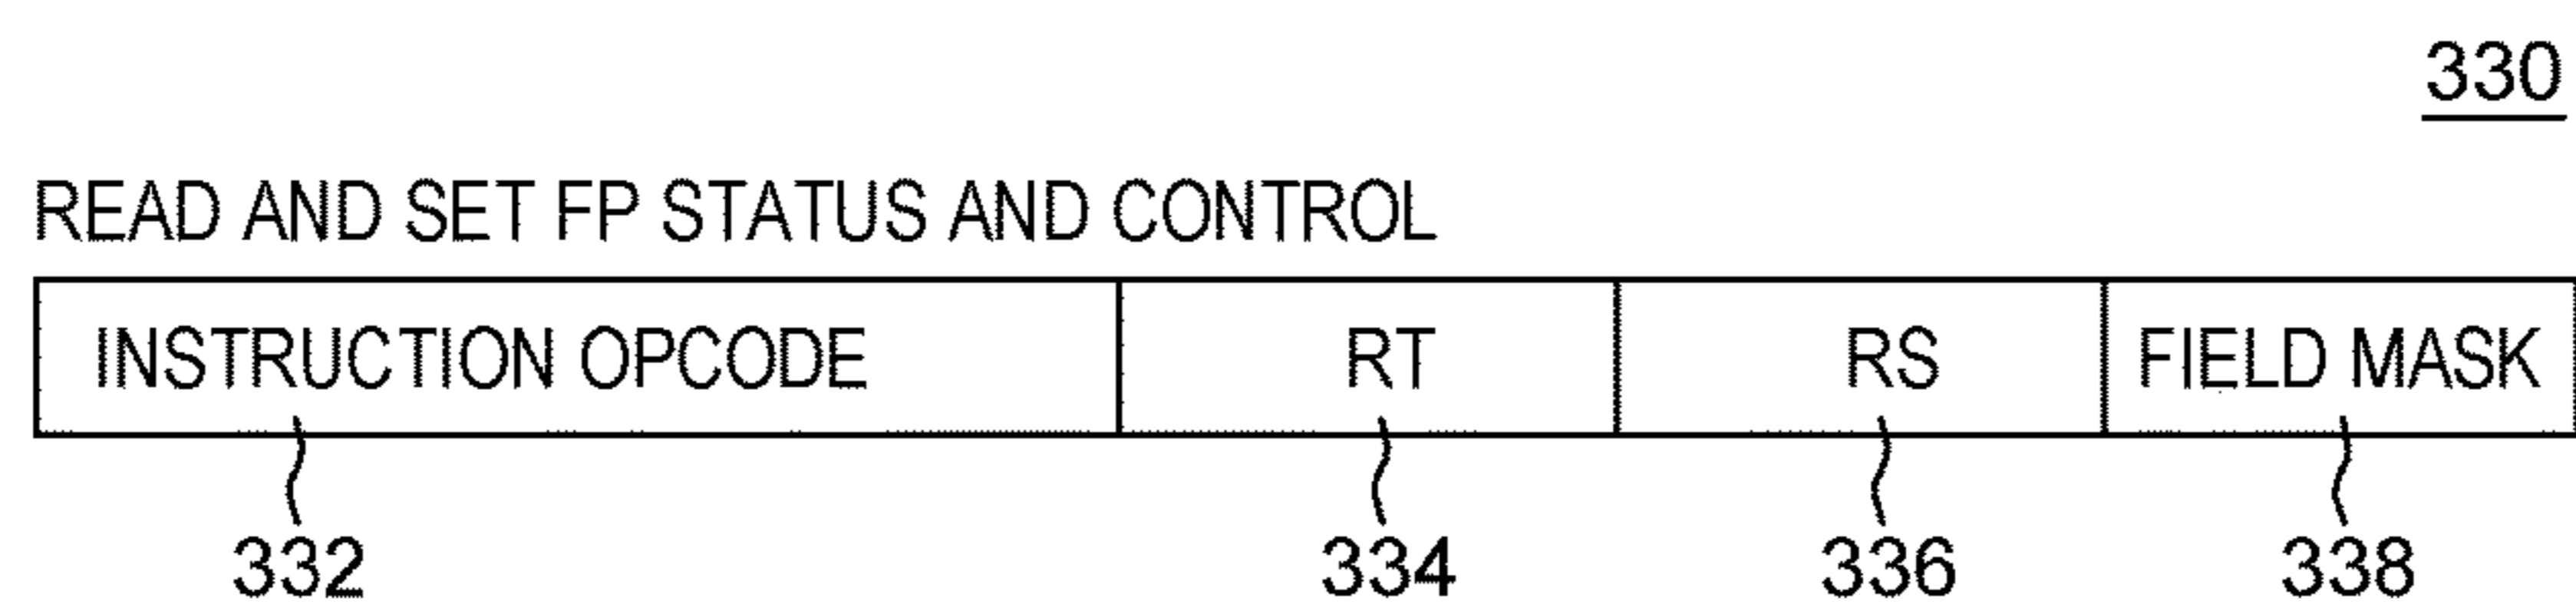 330
READ AND SET FP STATUS AND CONTROL
INSTRUCTION OPCODE RT RS FIELD MASK
332 334 336 338